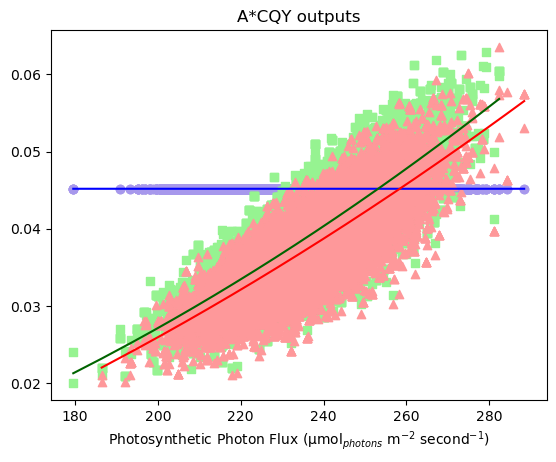 A*CQY outputs
0.06
0.05
0.04
0.03
0.02
180 200 220 240 260 280
Photosynthetic Photon Flux (μmol$_{photons}$ m$^{-2}$ second$^{-1}$)